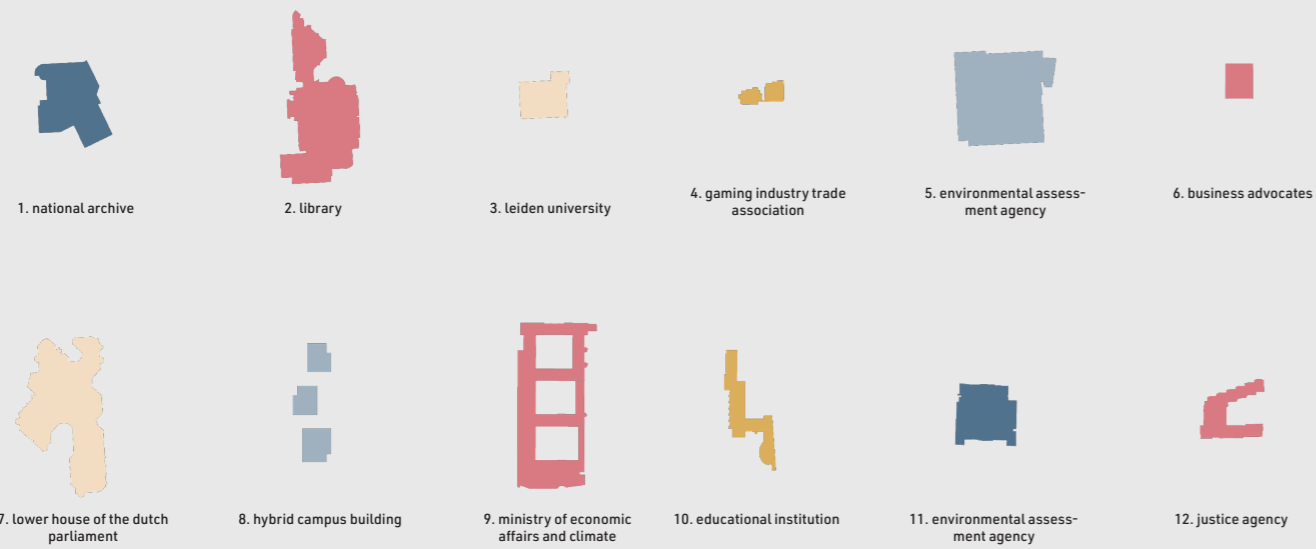 1. national archive
2. library
3. leiden university
4. gaming industry trade
association
5. environmental assess-
ment agency
6. business advocates
7. lower house of the dutch
parliament
8. hybrid campus building
9. ministry of economic
affairs and climate
10. educational institution
11. environmental assess-
ment agency
12. justice agency